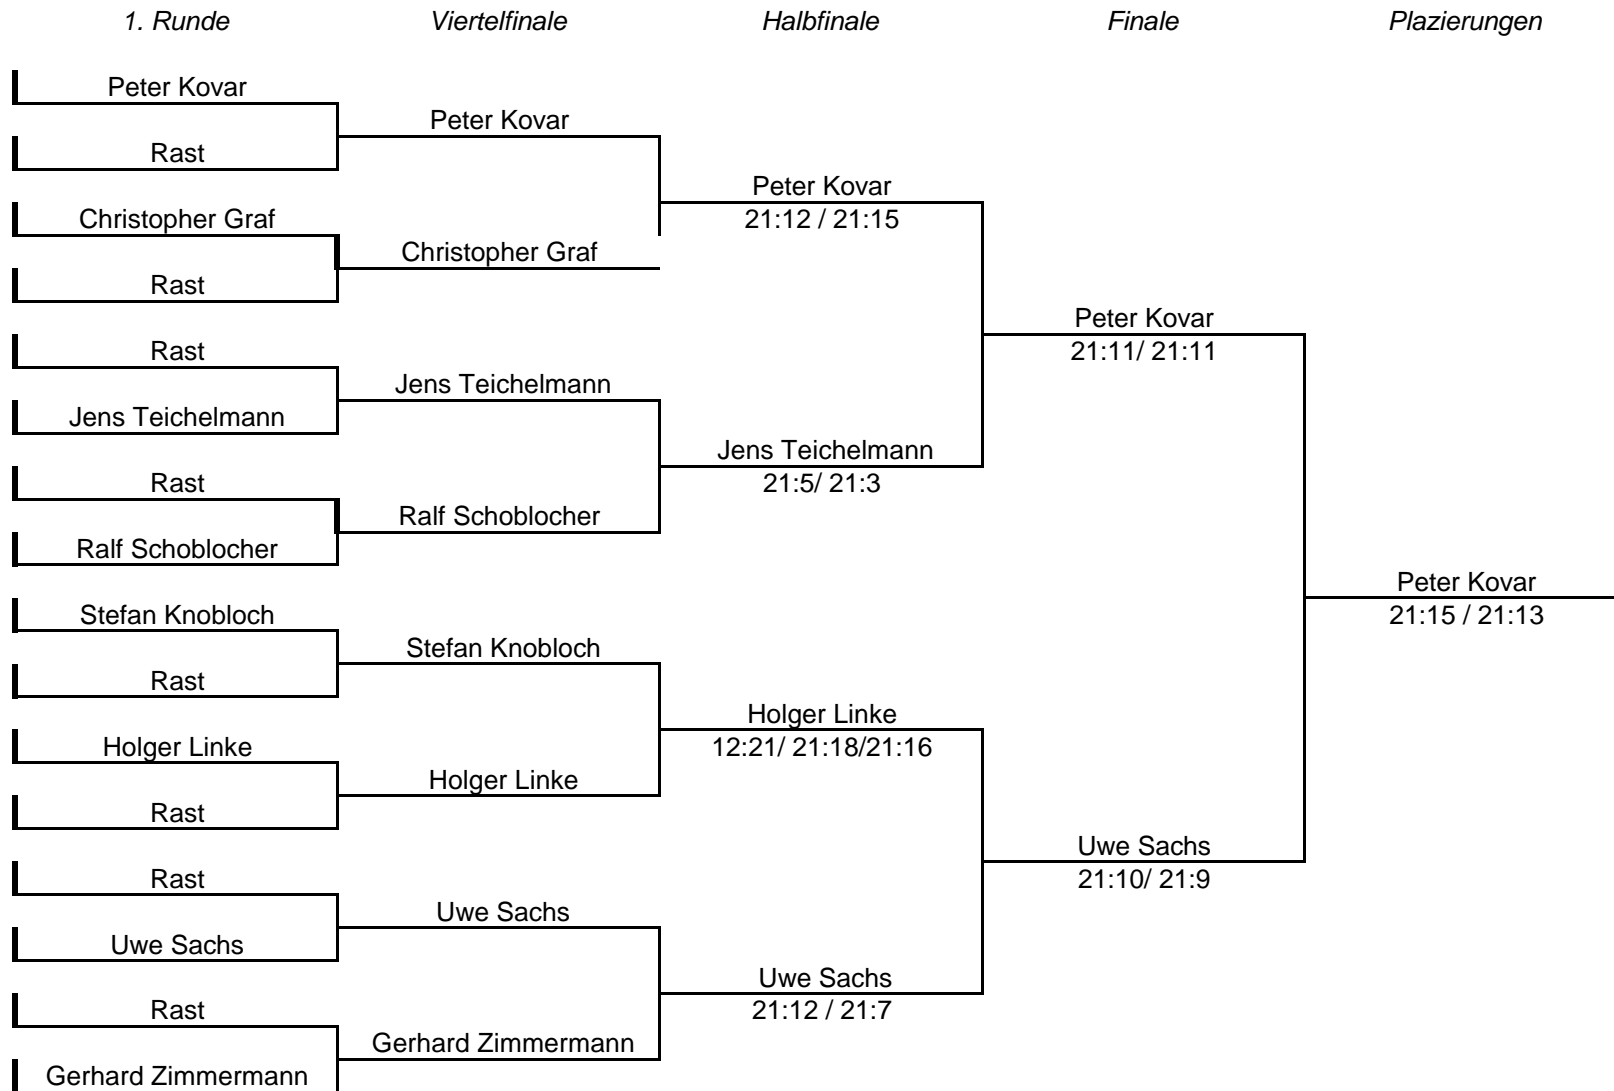 1. Runde Viertelfinale Halbfinale Finale Plazierungen
Peter Kovar
Peter Kovar
Rast
Peter Kovar
Christopher Graf
21:12 / 21:15
Christopher Graf
Rast
Peter Kovar
Rast
21:11/ 21:11
Jens Teichelmann
Jens Teichelmann
Jens Teichelmann
Rast
21:5/ 21:3
Ralf Schoblocher
Ralf Schoblocher
Peter Kovar
Stefan Knobloch
21:15 / 21:13
Stefan Knobloch
Rast
Holger Linke
Holger Linke
12:21/ 21:18/21:16
Holger Linke
Rast
Uwe Sachs
Rast
21:10/ 21:9
Uwe Sachs
Uwe Sachs
Uwe Sachs
Rast
21:12 / 21:7
Gerhard Zimmermann
Gerhard Zimmermann